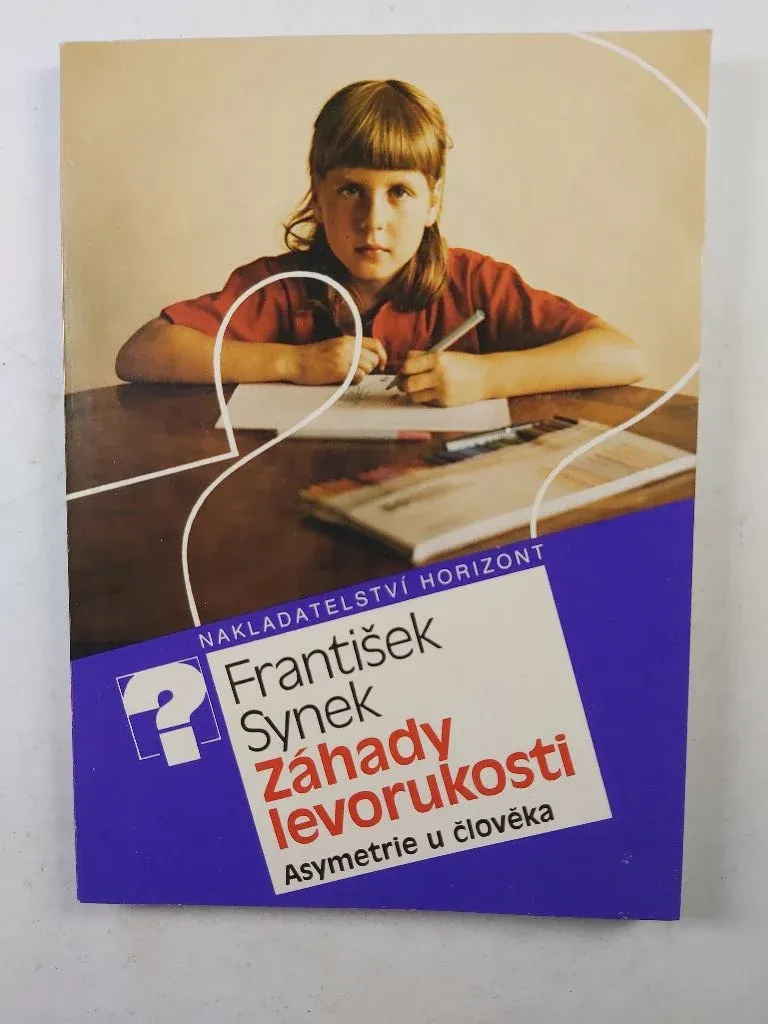 NAKLADATELSTVÍ HORIZONT
?
František
Synek
záhady
levorukosti
Asymetrie u člověka